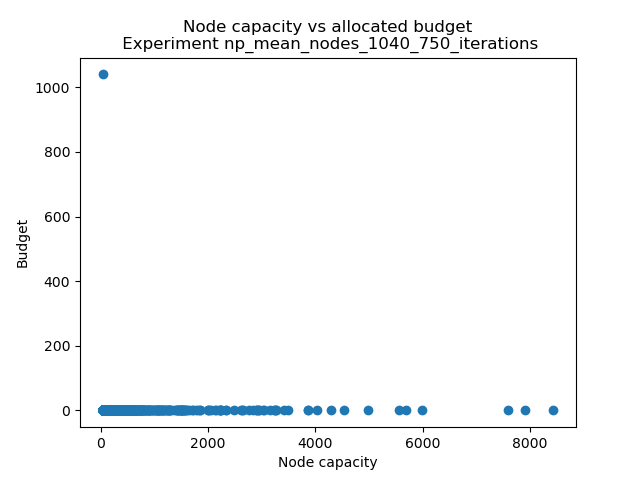 Node capacity vs allocated budget
Experiment np_mean_nodes_1040_750_iterations
1000
800
600
400
200
0
Budget
0 2000 4000 6000 8000
Node capacity